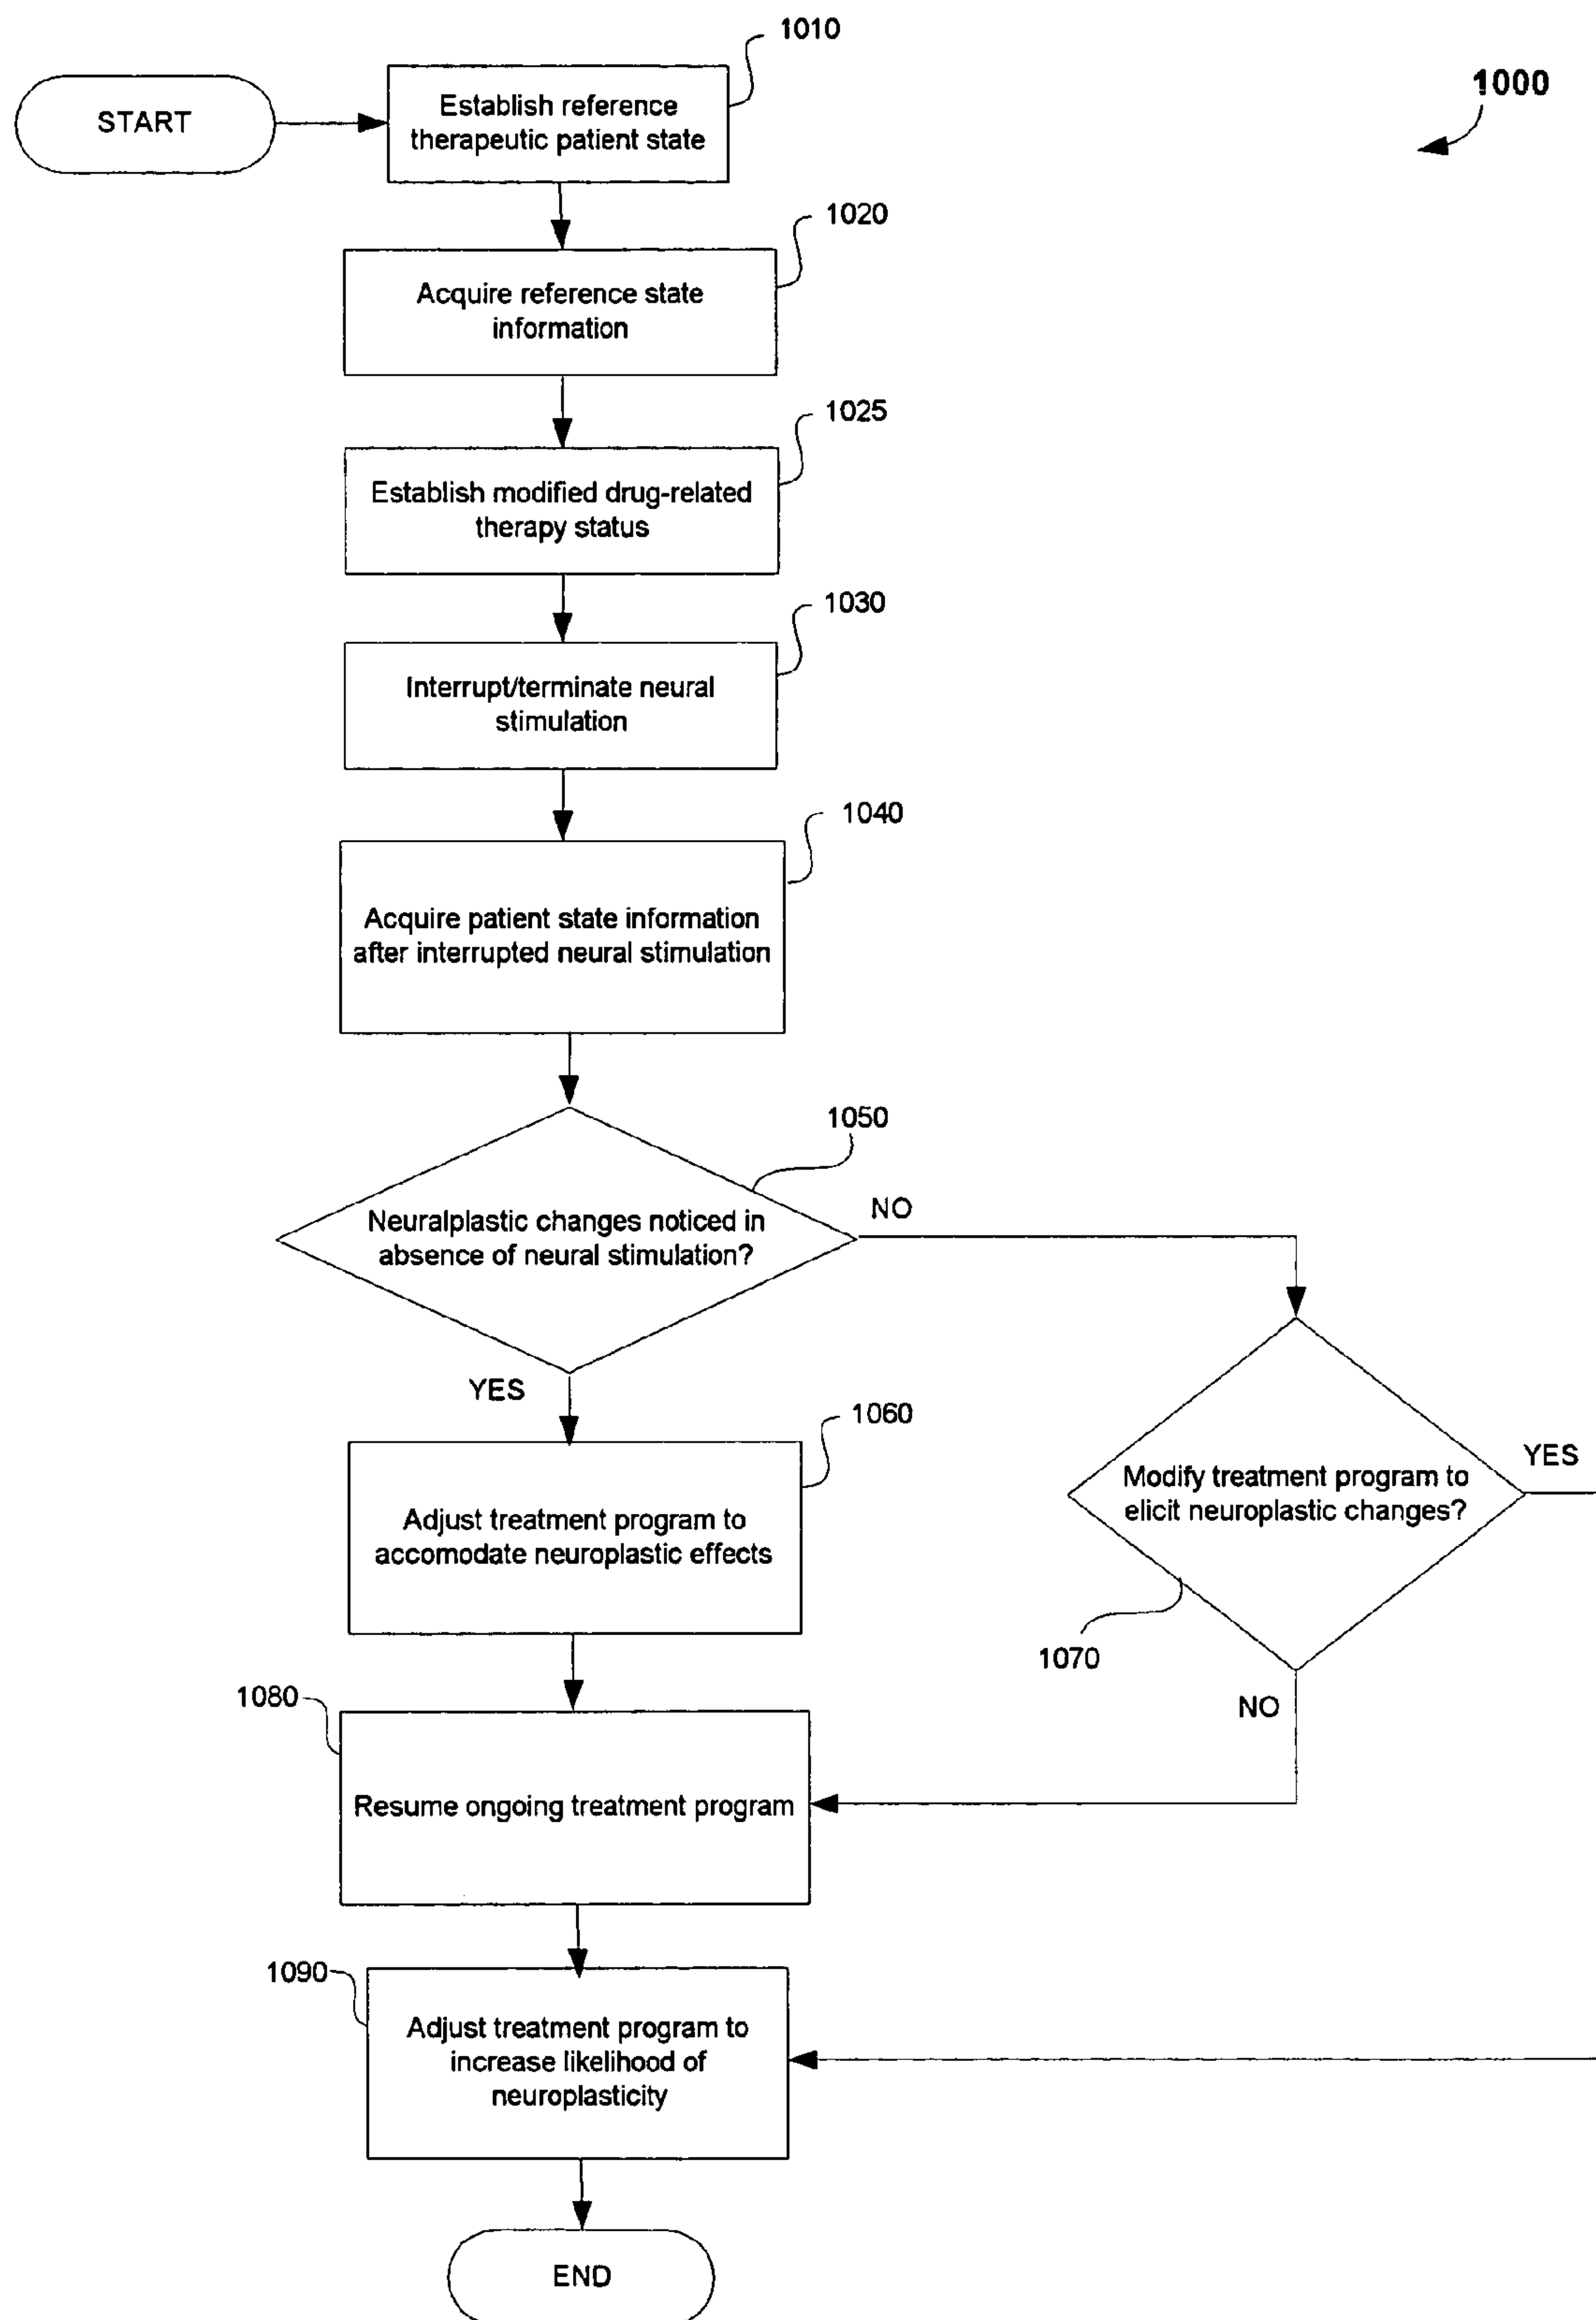 1010
1000
START
Establish reference
therapeutic patient state
1020
Acquire reference state
information
1025
Establish modified drug-related
therapy status
1030
Interrupt/terminate neural
stimulation
1040
Acquire patient state information
after interrupted neural stimulation
1050
NO
Neuralplastic changes noticed in
absence of neural stimulation?
YES
1060
YES
Modify treatment program to
elicit neuroplastic changes?
Adjust treatment program to
accomodate neuroplastic effects
1070
1080
NO
Resume ongoing treatment program
1090
Adjust treatment program to
increase likelihood of
neuroplasticity
END